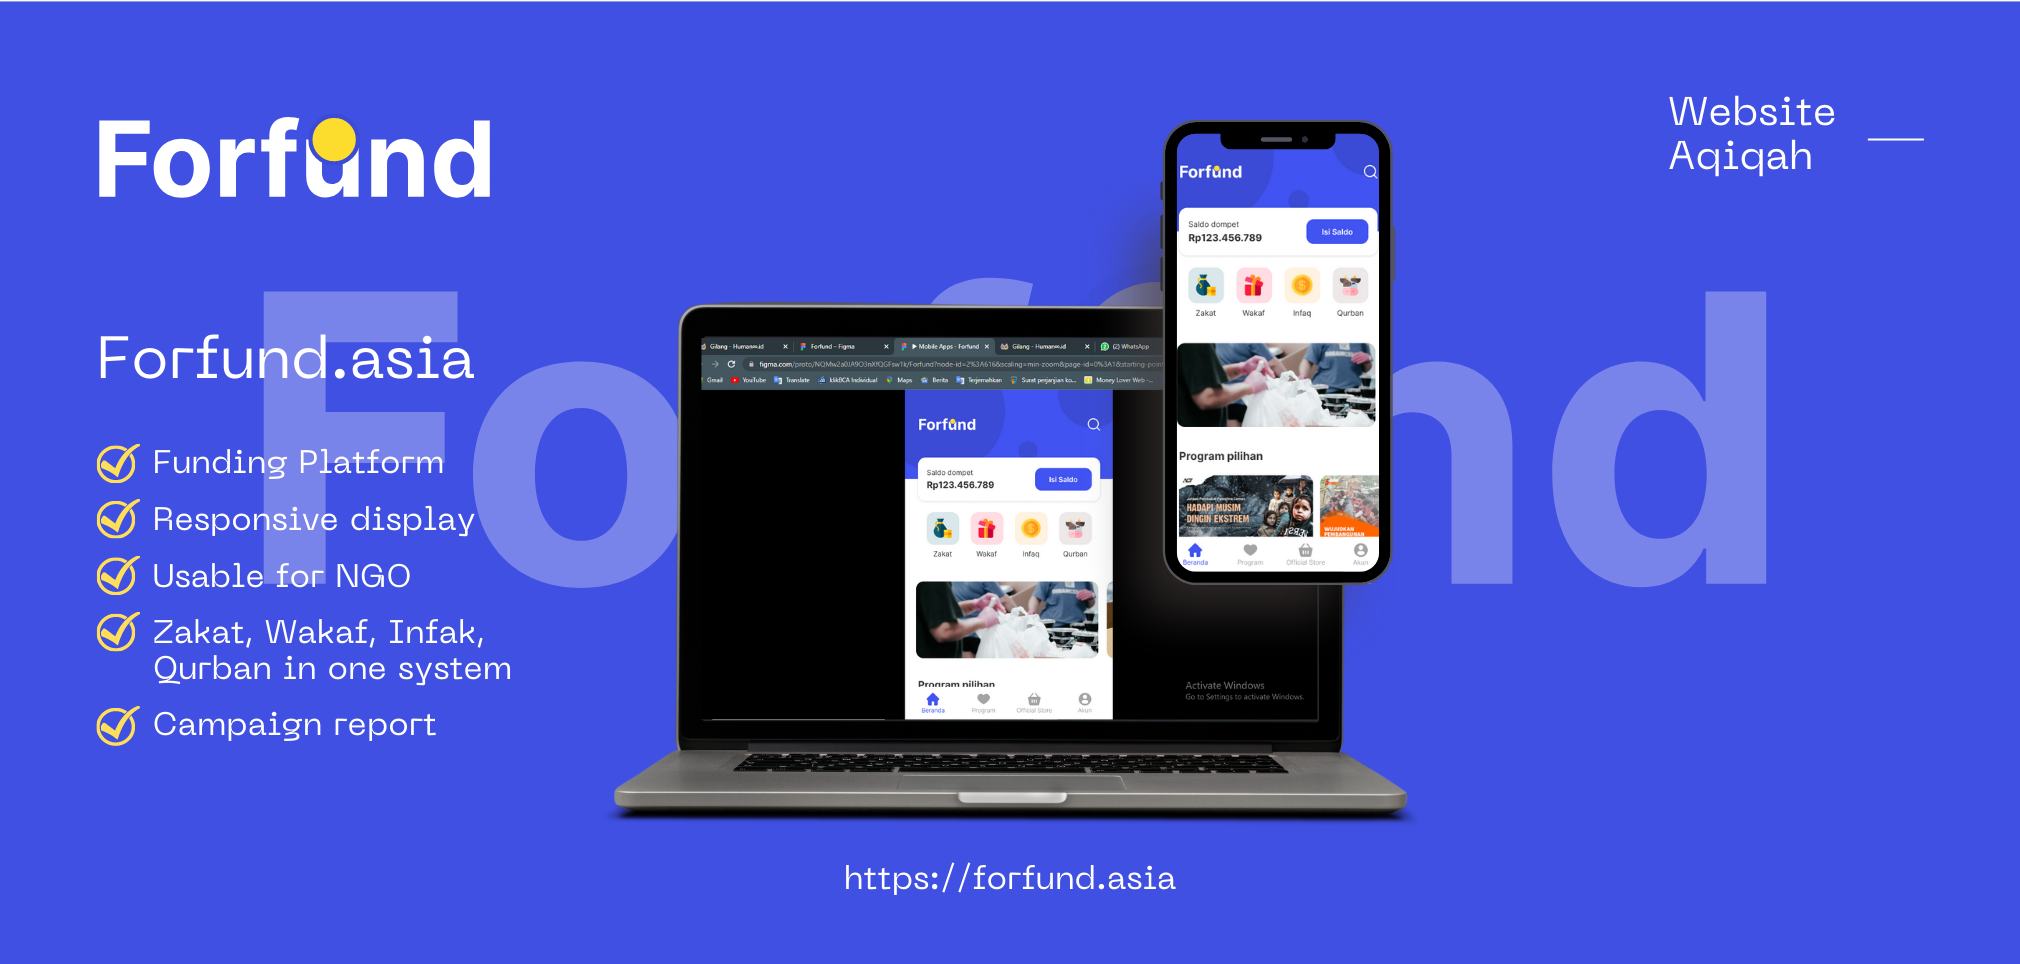 Forfund
Website
Aqiqah
Forfund
Forfund.asia
Funding Platform
Responsive display
Usable for NGO
Zakat, Wakaf, Infak,
Qurban in one system
Campaign report
Gilang - Humanis.id
Forfund – Figma
Mobile Apps - Forfund
Gilang - Humanis.id
(2) WhatsApp
Gmail
YouTube
Translate
klikBCA Individual
Maps
Berita
Terjemahkan
Surat perjanjian ko...
Money Lover Web -...
Forfund
Saldo dompet
Rp123.456.789
Isi Saldo
Zakat Wakaf Infaq Qurban
Program pilihan
Beranda Program Official Store Akun
Activate Windows
Go to Settings to activate Windows.
Forfund
Saldo dompet
Rp123.456.789
Isi Saldo
Zakat Wakaf Infaq Qurban
Program pilihan
HADAPI MUSIM
DINGIN EKSTREM
WUJUDKAN
PEMBANGUNAN
Beranda Program Official Store Akun
https://forfund.asia